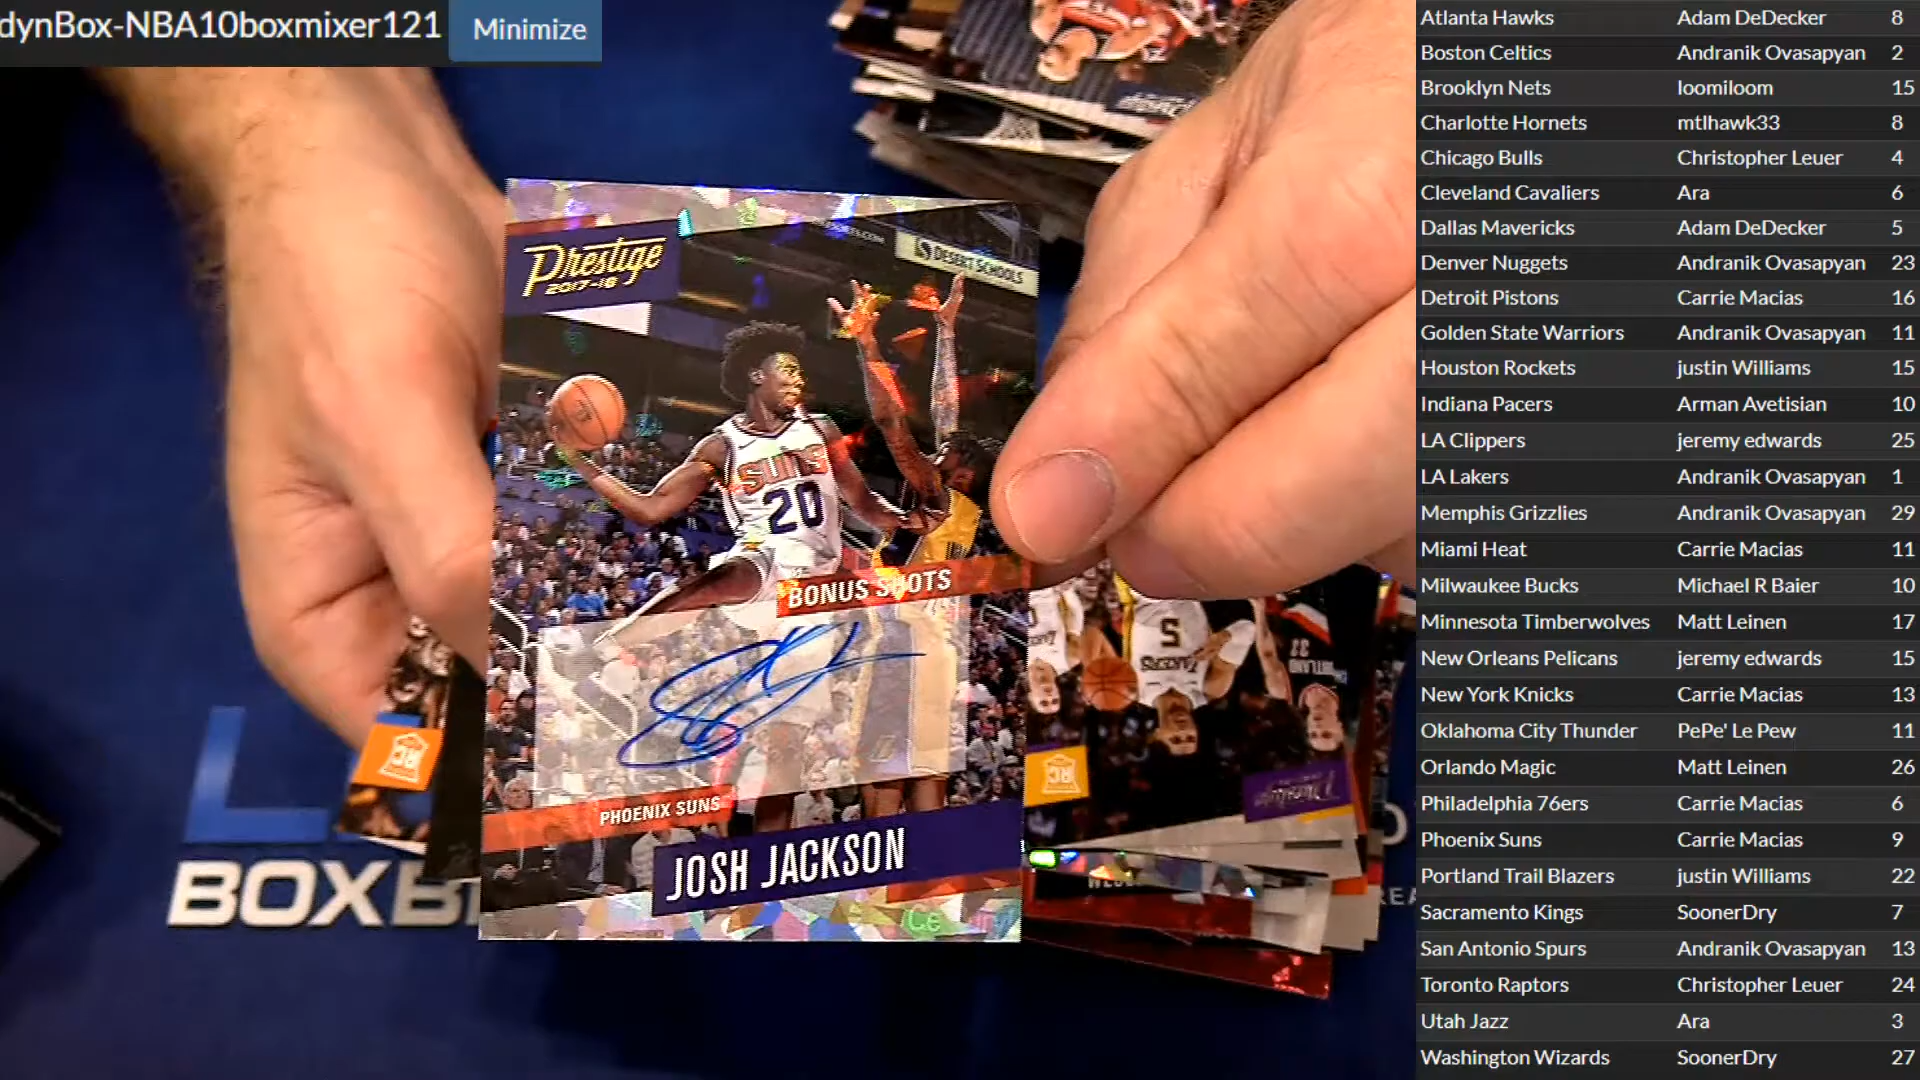 dynBox-NBA10boxmixer121
Minimize
Prestige
2017-18
DESERT SCHOOLS
SUNS
20
BONUS SHOTS
PHOENIX SUNS
JOSH JACKSON
RC
RC
5
Prestige
BOXB
Atlanta Hawks Adam DeDecker 8
Boston Celtics Andranik Ovasapyan 2
Brooklyn Nets loomiloom 15
Charlotte Hornets mtlhawk33 8
Chicago Bulls Christopher Leuer 4
Cleveland Cavaliers Ara 6
Dallas Mavericks Adam DeDecker 5
Denver Nuggets Andranik Ovasapyan 23
Detroit Pistons Carrie Macias 16
Golden State Warriors Andranik Ovasapyan 11
Houston Rockets justin Williams 15
Indiana Pacers Arman Avetisian 10
LA Clippers jeremy edwards 25
LA Lakers Andranik Ovasapyan 1
Memphis Grizzlies Andranik Ovasapyan 29
Miami Heat Carrie Macias 11
Milwaukee Bucks Michael R Baier 10
Minnesota Timberwolves Matt Leinen 17
New Orleans Pelicans jeremy edwards 15
New York Knicks Carrie Macias 13
Oklahoma City Thunder PePe' Le Pew 11
Orlando Magic Matt Leinen 26
Philadelphia 76ers Carrie Macias 6
Phoenix Suns Carrie Macias 9
Portland Trail Blazers justin Williams 22
Sacramento Kings SoonerDry 7
San Antonio Spurs Andranik Ovasapyan 13
Toronto Raptors Christopher Leuer 24
Utah Jazz Ara 3
Washington Wizards SoonerDry 27